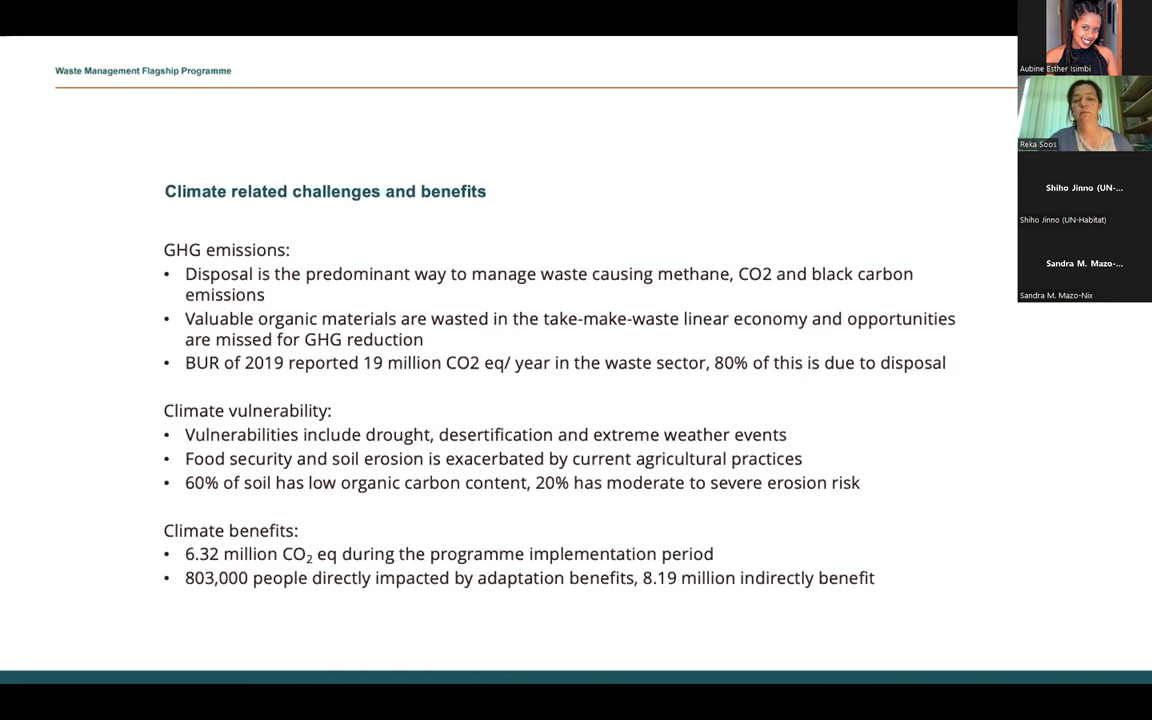 Waste Management Flagship Programme
Climate related challenges and benefits
GHG emissions:
• Disposal is the predominant way to manage waste causing methane, CO2 and black carbon
emissions
• Valuable organic materials are wasted in the take-make-waste linear economy and opportunities
are missed for GHG reduction
• BUR of 2019 reported 19 million CO2 eq/ year in the waste sector, 80% of this is due to disposal
Climate vulnerability:
• Vulnerabilities include drought, desertification and extreme weather events
• Food security and soil erosion is exacerbated by current agricultural practices
• 60% of soil has low organic carbon content, 20% has moderate to severe erosion risk
Climate benefits:
• 6.32 million CO₂ eq during the programme implementation period
• 803,000 people directly impacted by adaptation benefits, 8.19 million indirectly benefit
Aubine Esther Isimbi
Reka Soos
Shiho Jinno (UN-...
Shiho Jinno (UN-Habitat)
Sandra M. Mazo-...
Sandra M. Mazo-Nix